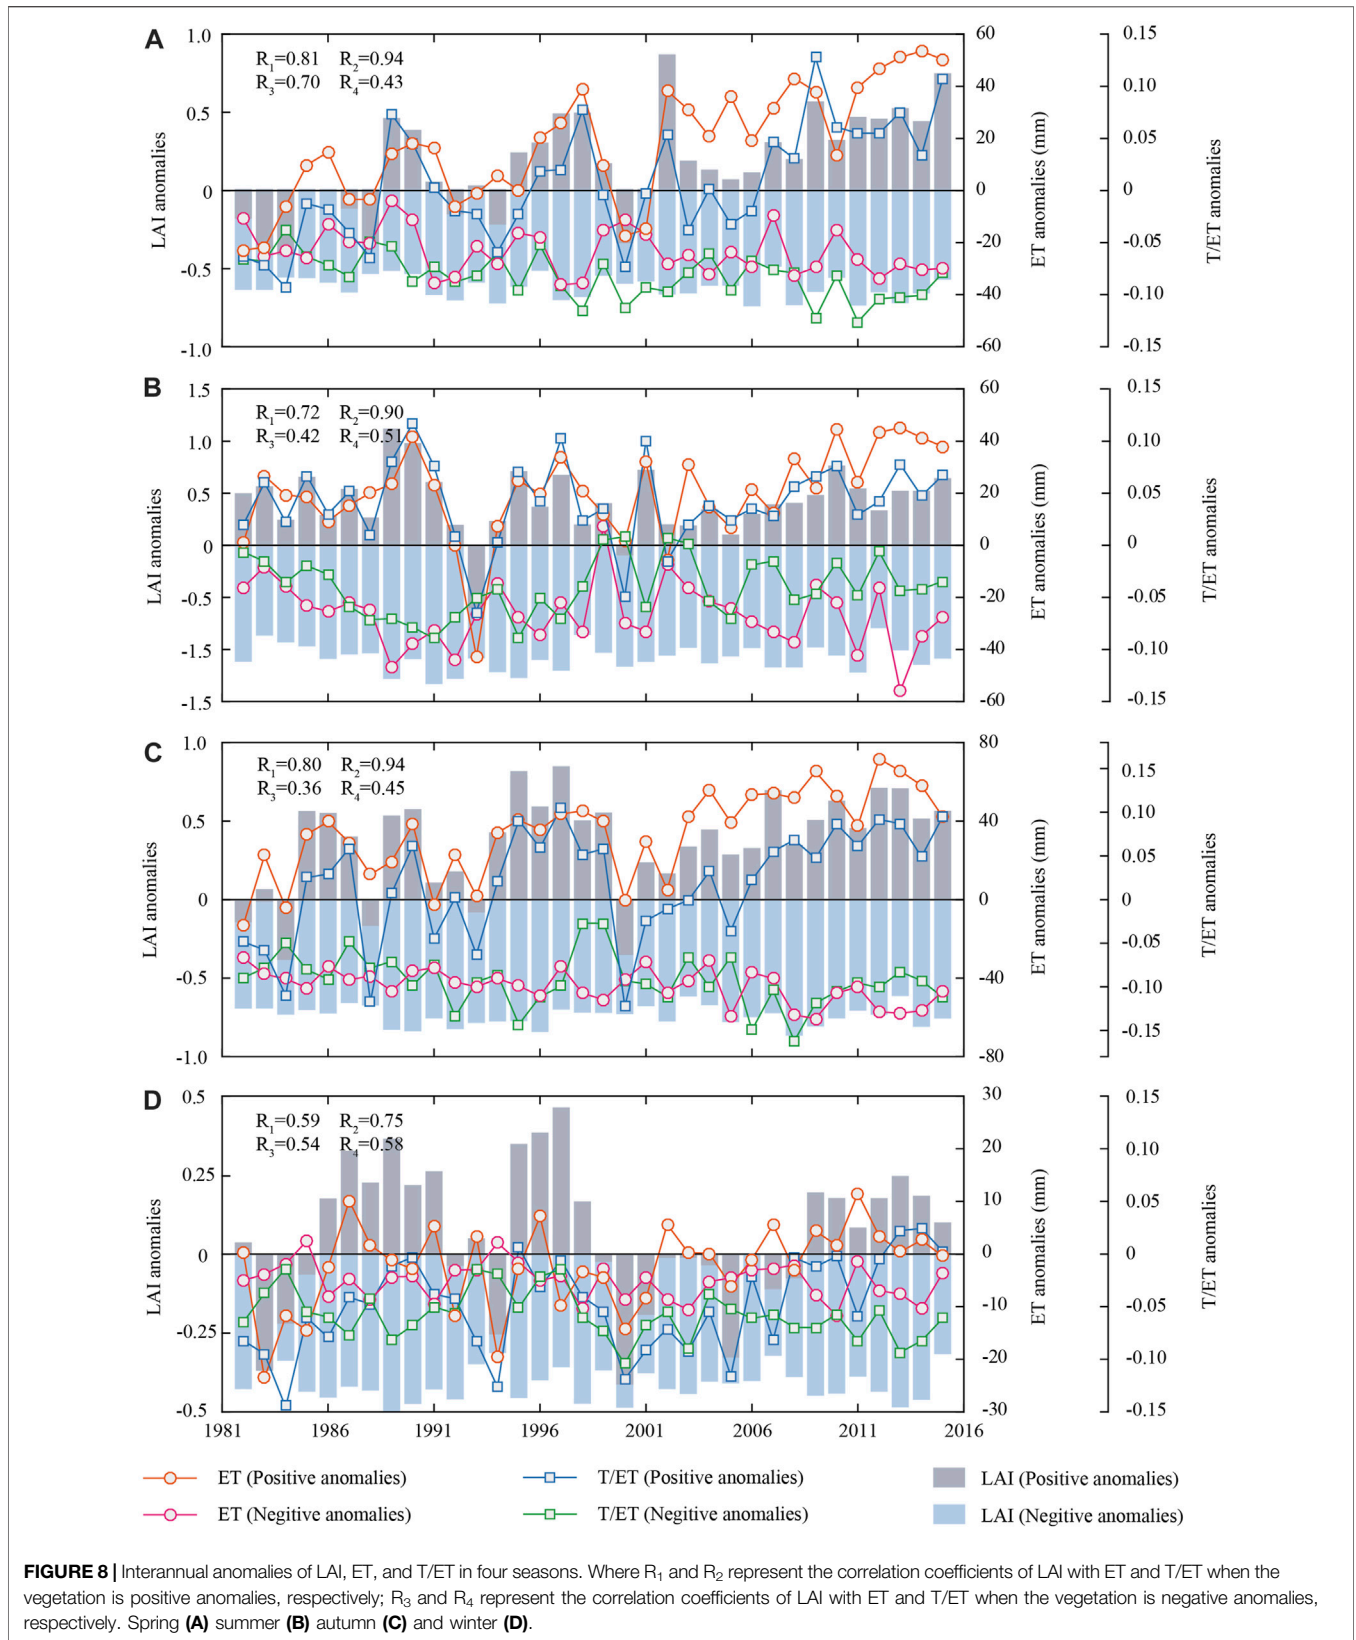 A
1.0
0.5
0
-0.5
-1.0
LAI anomalies
R1=0.81 R2=0.94
R3=0.70 R4=0.43
60
40
20
0
-20
-40
-60
ET anomalies (mm)
0.15
0.10
0.05
0
-0.05
-0.10
-0.15
T/ET anomalies
B
1.5
1.0
0.5
0
-0.5
-1.5
-1.5
LAI anomalies
R1=0.72 R2=0.90
R3=0.42 R4=0.51
60
40
20
0
-20
-40
-60
ET anomalies (mm)
0.15
0.10
0.05
0
-0.05
-0.10
-0.15
T/ET anomalies
C
1.0
0.5
0
-0.5
-1.0
LAI anomalies
R1=0.80 R2=0.94
R3=0.36 R4=0.45
80
40
0
-40
-80
ET anomalies (mm)
0.15
0.10
0.05
0
-0.05
-0.10
-0.15
T/ET anomalies
D
0.5
0.25
0
-0.25
-0.5
LAI anomalies
R1=0.59 R2=0.75
R3=0.54 R4=0.58
30
20
10
0
-10
-20
-30
ET anomalies (mm)
0.15
0.10
0.05
0
-0.05
-0.10
-0.15
T/ET anomalies
1981 1986 1991 1996 2001 2006 2011 2016
ET (Positive anomalies) T/ET (Positive anomalies) LAI (Positive anomalies)
ET (Negitive anomalies) T/ET (Negitive anomalies) LAI (Negitive anomalies)
FIGURE 8 | Interannual anomalies of LAI, ET, and T/ET in four seasons. Where R1 and R2 represent the correlation coefficients of LAI with ET and T/ET when the
vegetation is positive anomalies, respectively; R3 and R4 represent the correlation coefficients of LAI with ET and T/ET when the vegetation is negative anomalies,
respectively. Spring (A) summer (B) autumn (C) and winter (D).